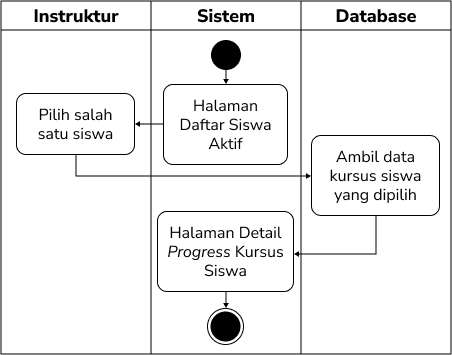 Instruktur
Sistem
Database
Halaman
Daftar Siswa
Aktif
Pilih salah
satu siswa
Ambil data
kursus siswa
yang dipilih
Halaman Detail
Progress Kursus
Siswa